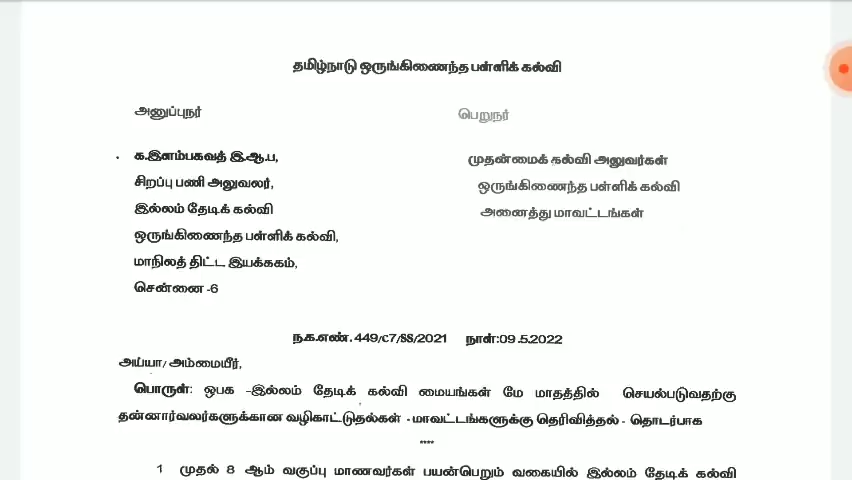 தமிழ்நாடு ஒருங்கிணைந்த பள்ளிக் கல்வி
அனுப்புநர்
பெறுநர்
க.இளம்பகவத் இ.ஆ.ப,
சிறப்பு பணி அலுவலர்,
இல்லம் தேடிக் கல்வி
ஒருங்கிணைந்த பள்ளிக் கல்வி,
மாநிலத் திட்ட இயக்ககம்,
சென்னை -6
முதன்மைக் கல்வி அலுவர்கள்
ஒருங்கிணைந்த பள்ளிக் கல்வி
அனைத்து மாவட்டங்கள்
ந.க.எண். 449/C7/SS/2021 நாள்:09.5.2022
அய்யா/ அம்மையீர்,
பொருள்: ஒபக -இல்லம் தேடிக் கல்வி மையங்கள் மே மாதத்தில் செயல்படுவதற்கு
தன்னார்வலர்களுக்கான வழிகாட்டுதல்கள் - மாவட்டங்களுக்கு தெரிவித்தல் - தொடர்பாக
****
1 முதல் 8 ஆம் வகுப்பு மாணவர்கள் பயன்பெறும் வகையில் இல்லம் தேடிக் கல்வி